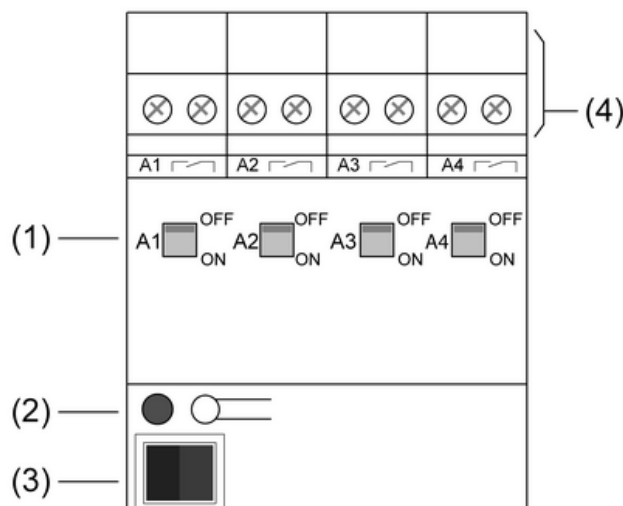 (4)
A1 A2 A3 A4
(1)
A1 OFF ON A2 OFF ON A3 OFF ON A4 OFF ON
(2)
(3)